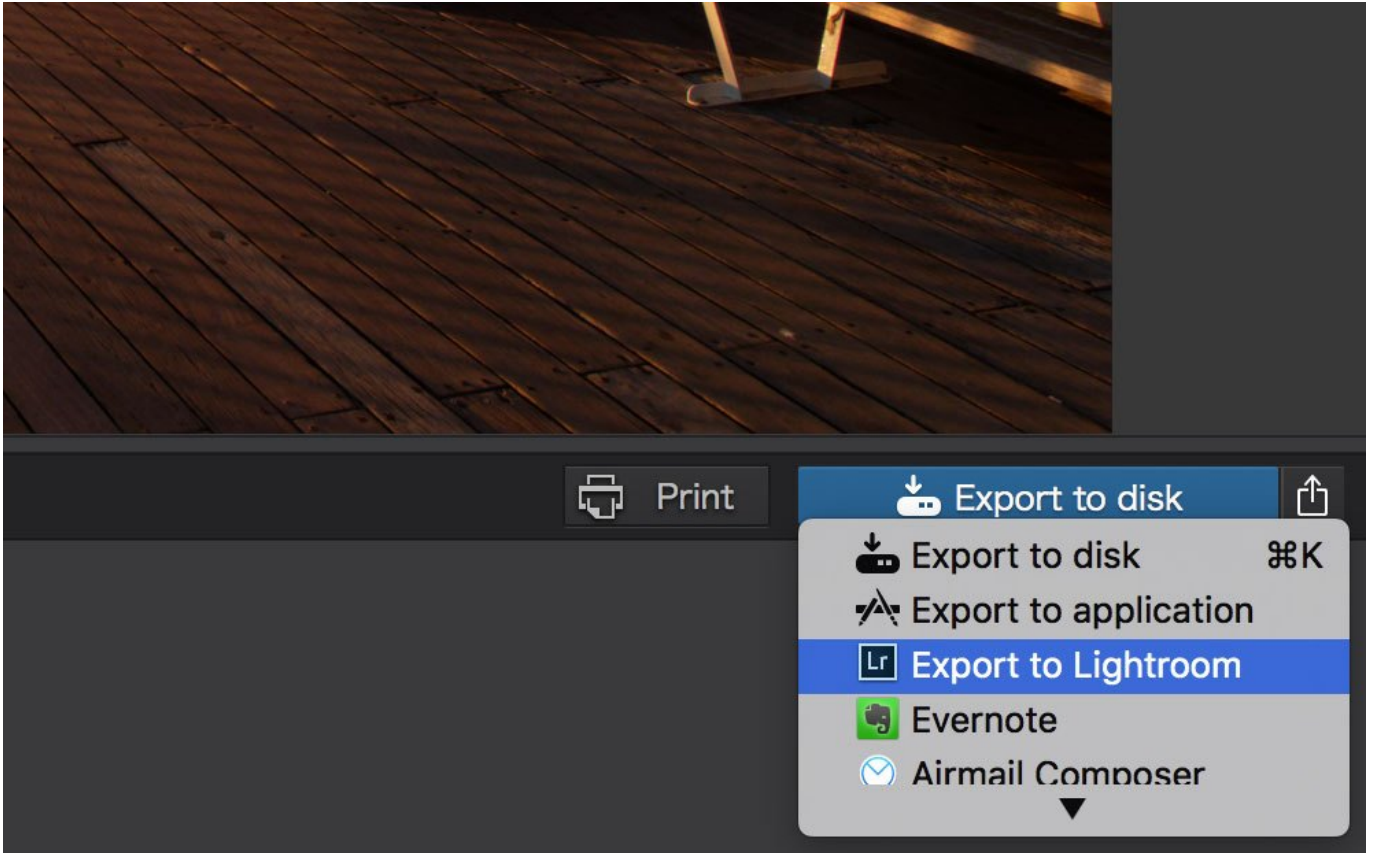 Print
Export to disk
Export to disk ⌘K
Export to application
Lr Export to Lightroom
Evernote
Airmail Composer